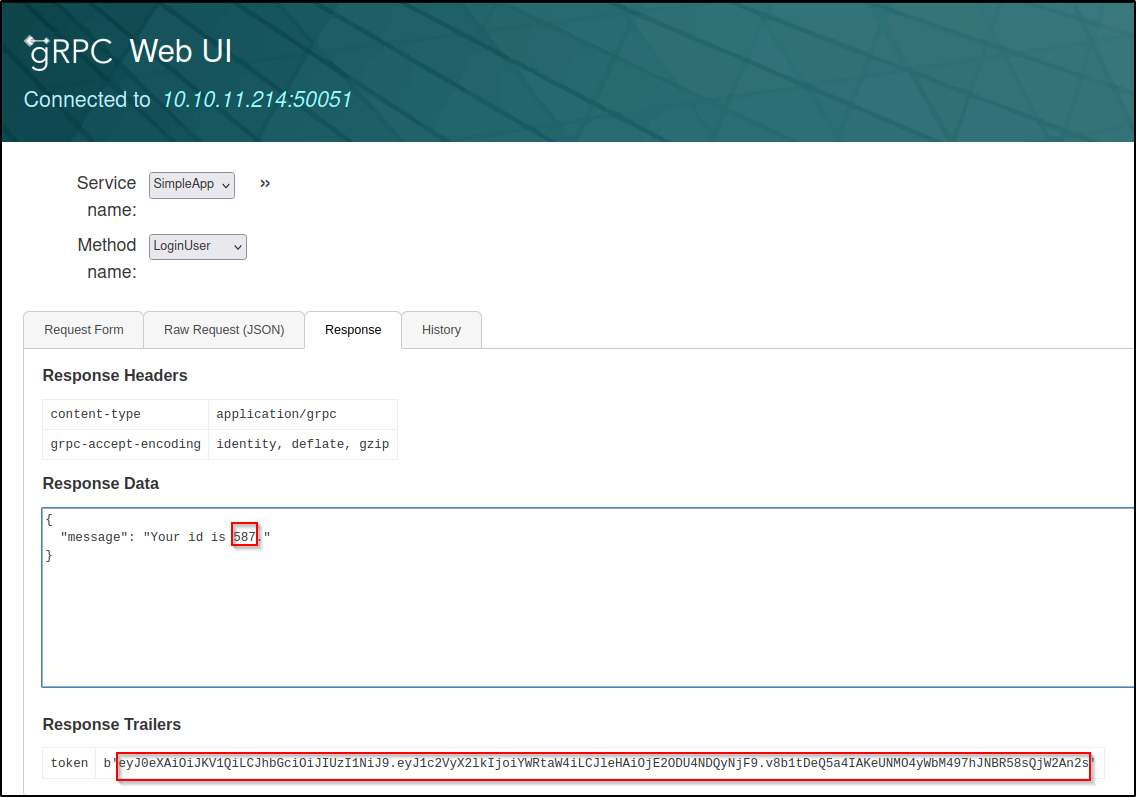 gRPC Web UI
Connected to 10.10.11.214:50051
Service name: SimpleApp »
Method name: LoginUser
Request Form Raw Request (JSON) Response History
Response Headers
content-type application/grpc
grpc-accept-encoding identity, deflate, gzip
Response Data
{
"message": "Your id is 587."
}
Response Trailers
token b'eyJ0eXAiOiJKV1QiLCJhbGciOiJIUzI1NiJ9.eyJ1c2VyX2lkIjoiYWRtaW4iLCJleHAiOjE2ODU4NDQyNjF9.v8b1tDeQ5a4IAKeUNMO4yWbM497hJNBR58sQjW2An2s'